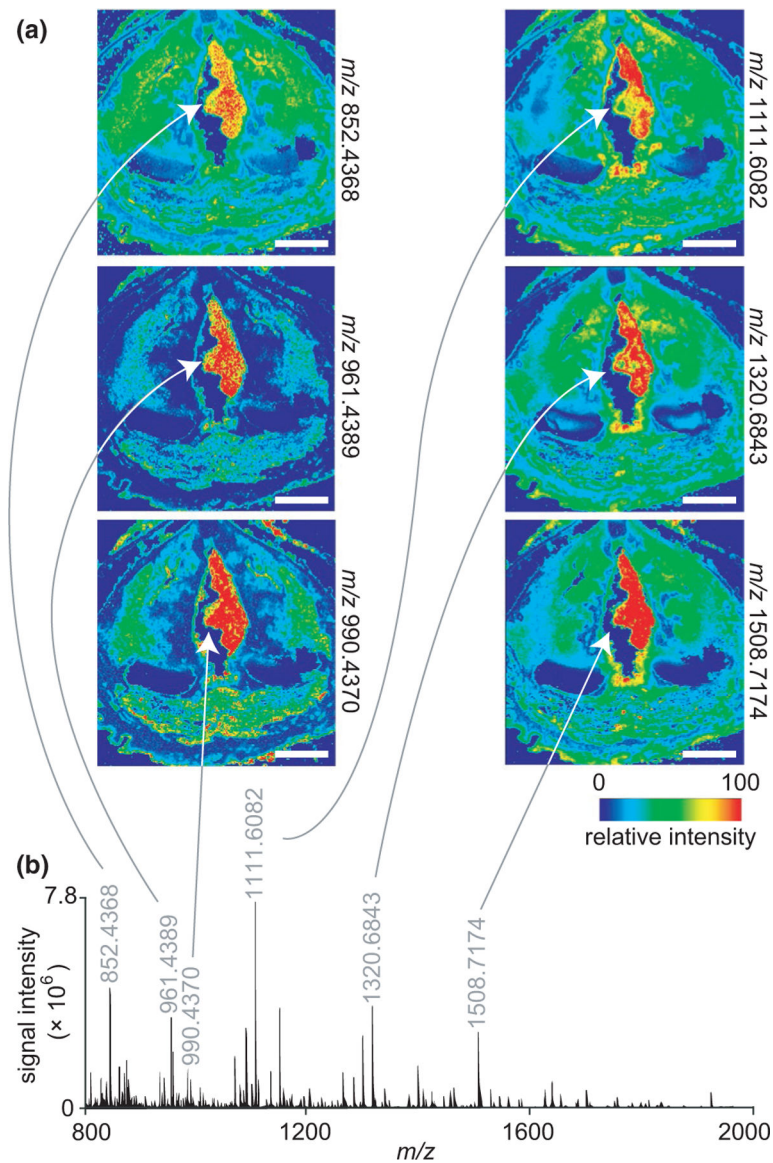 (a)
m/z 852.4368
m/z 1111.6082
m/z 961.4389
m/z 1320.6843
m/z 990.4370
m/z 1508.7174
0 100
relative intensity
(b)
7.8
signal intensity
(× 10⁶)
0
852.4368
961.4389
990.4370
1111.6082
1320.6843
1508.7174
800 1200 1600 2000
m/z